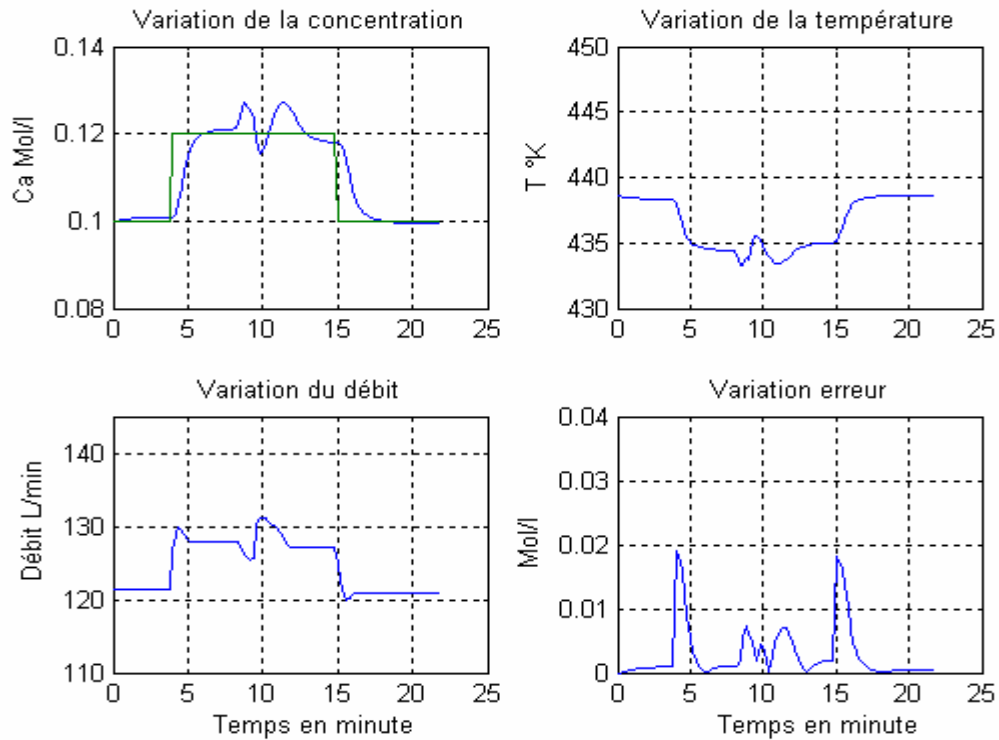 Variation de la concentration
0.14
0.12
0.1
0.08
Ca Mol/l
0 5 10 15 20 25
Variation de la température
450
445
440
435
430
T °K
0 5 10 15 20 25
Variation du débit
140
130
120
110
Débit L/min
0 5 10 15 20 25
Temps en minute
Variation erreur
0.04
0.03
0.02
0.01
0
Mol/l
0 5 10 15 20 25
Temps en minute